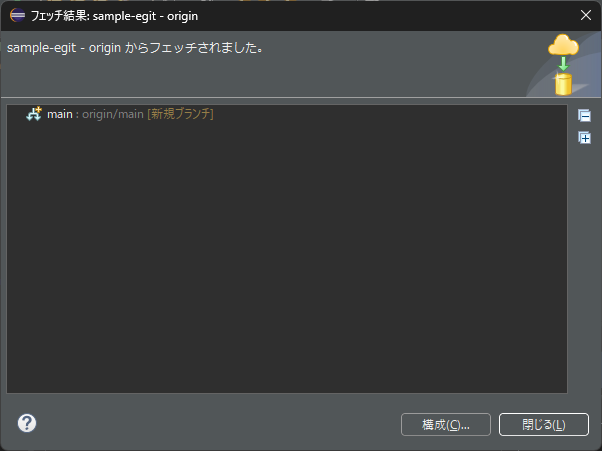 フェッチ結果: sample-egit - origin
sample-egit - origin からフェッチされました。
main : origin/main [新規ブランチ]
構成(C)...
閉じる(L)